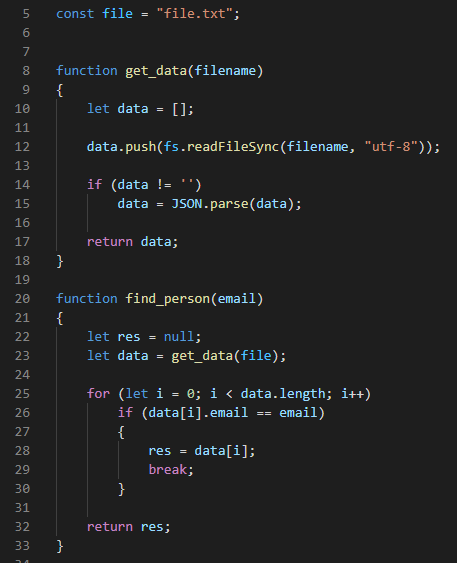 5 const file = "file.txt";
6
7
8 function get_data(filename)
9 {
10     let data = [];
11
12     data.push(fs.readFileSync(filename, "utf-8"));
13
14     if (data != '')
15         data = JSON.parse(data);
16
17     return data;
18 }
19
20 function find_person(email)
21 {
22     let res = null;
23     let data = get_data(file);
24
25     for (let i = 0; i < data.length; i++)
26         if (data[i].email == email)
27         {
28             res = data[i];
29             break;
30         }
31
32     return res;
33 }